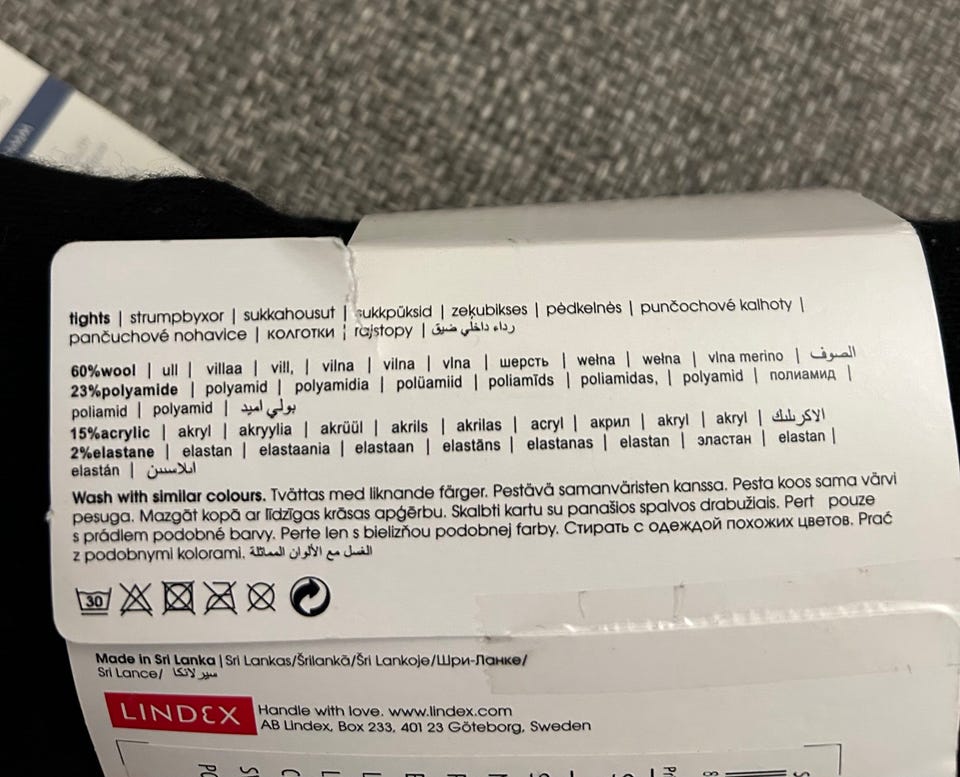 tights | strumpbyxor | sukkahousut | sukkpüksid | zeķubikses | pėdkelnės | punčochové kalhoty |
pančuchové nohavice | колготки | rajstopy | رداء داخلي ضيق
60%wool | ull | villaa | vill, | vilna | vilna | vlna | шерсть | wełna | wełna | vlna merino | الصوف
23%polyamide | polyamid | polyamidia | polüamiid | poliamīds | poliamidas, | polyamid | полиамид |
poliamid | polyamid | بولي اميد
15%acrylic | akryl | akryylia | akrüül | akrils | akrilas | acryl | акрил | akryl | akryl | الاكريليك
2%elastane | elastan | elastaania | elastaan | elastāns | elastanas | elastan | эластан | elastan |
elastán | ايلاستين
Wash with similar colours. Tvättas med liknande färger. Pestävä samanväristen kanssa. Pesta koos sama värvi
pesuga. Mazgāt kopā ar līdzīgas krāsas apģērbu. Skalbti kartu su panašios spalvos drabužiais. Pert pouze
s prádlem podobné barvy. Perte len s bielizňou podobnej farby. Стирать с одеждой похожих цветов. Prać
z podobnymi kolorami. الغسل مع الألوان المماثلة
30
Made in Sri Lanka | Sri Lankas/Šrilankā/Šri Lankoje/Шри-Ланке/
Sri Lance/ سير لانكا
LINDEX Handle with love. www.lindex.com
AB Lindex, Box 233, 401 23 Göteborg, Sweden